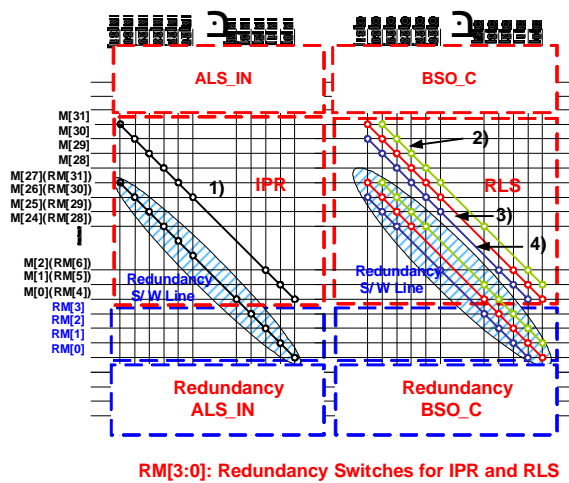 ALS_IN
BSO_C
M[31]
M[30]
M[29]
M[28]
M[27](RM[31])
M[26](RM[30])
M[25](RM[29])
M[24](RM[28])
M[2](RM[6])
M[1](RM[5])
M[0](RM[4])
RM[3]
RM[2]
RM[1]
RM[0]
1)
IPR
2)
RLS
3)
4)
Redundancy
S/W Line
Redundancy
S/W Line
Redundancy
ALS_IN
Redundancy
BSO_C
RM[3:0]: Redundancy Switches for IPR and RLS